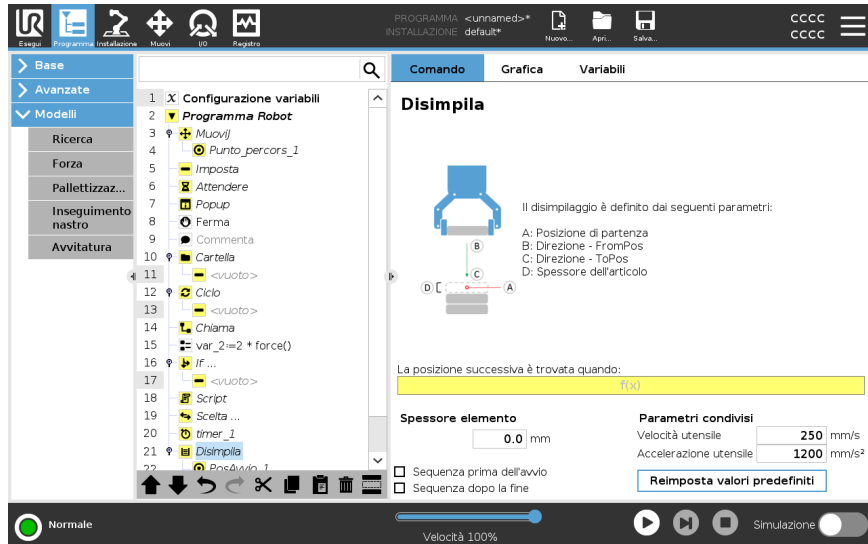 PROGRAMMA <unnamed>*
INSTALLAZIONE default*
Esegui
Programma
Installazione
Muovi
I/O
Registro
Nuovo...
Apri...
Salva...
CCCC
CCCC
Base
Avanzate
Modelli
Ricerca
Forza
Pallettizzaz...
Inseguimento
nastro
Avvitatura
1 X Configurazione variabili
2 Programma Robot
3 MuoviJ
4 Punto_percors_1
5 Imposta
6 Attendere
7 Popup
8 Ferma
9 Commenta
10 Cartella
11 <vuoto>
12 Ciclo
13 <vuoto>
14 Chiama
15 var_2:=2 * force()
16 If ...
17 <vuoto>
18 Script
19 Scelta ...
20 timer_1
21 Disimpila
22 PosAvvio_1
Comando
Grafica
Variabili
Disimpila
B
C
D
A
Il disimpilaggio è definito dai seguenti parametri:
A: Posizione di partenza
B: Direzione - FromPos
C: Direzione - ToPos
D: Spessore dell'articolo
La posizione successiva è trovata quando:
f(x)
Spessore elemento
0.0 mm
Sequenza prima dell'avvio
Sequenza dopo la fine
Parametri condivisi
Velocità utensile 250 mm/s
Accelerazione utensile 1200 mm/s²
Reimposta valori
predefiniti
Normale
Velocità 100%
Simulazione